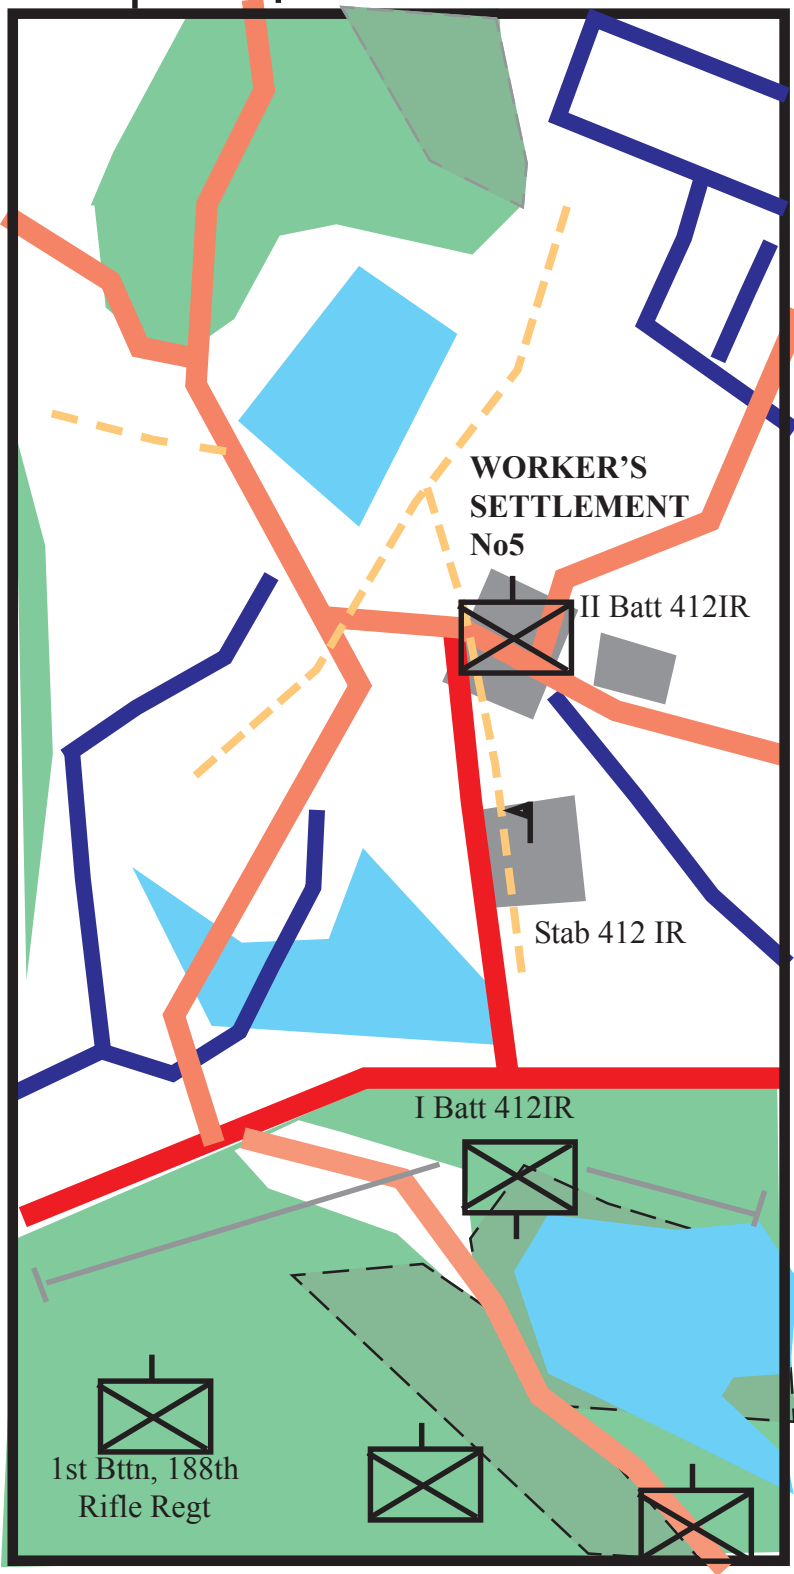 WORKER’S
SETTLEMENT
No5
II Batt 412IR
Stab 412 IR
I Batt 412IR
1st Bttn, 188th
Rifle Regt